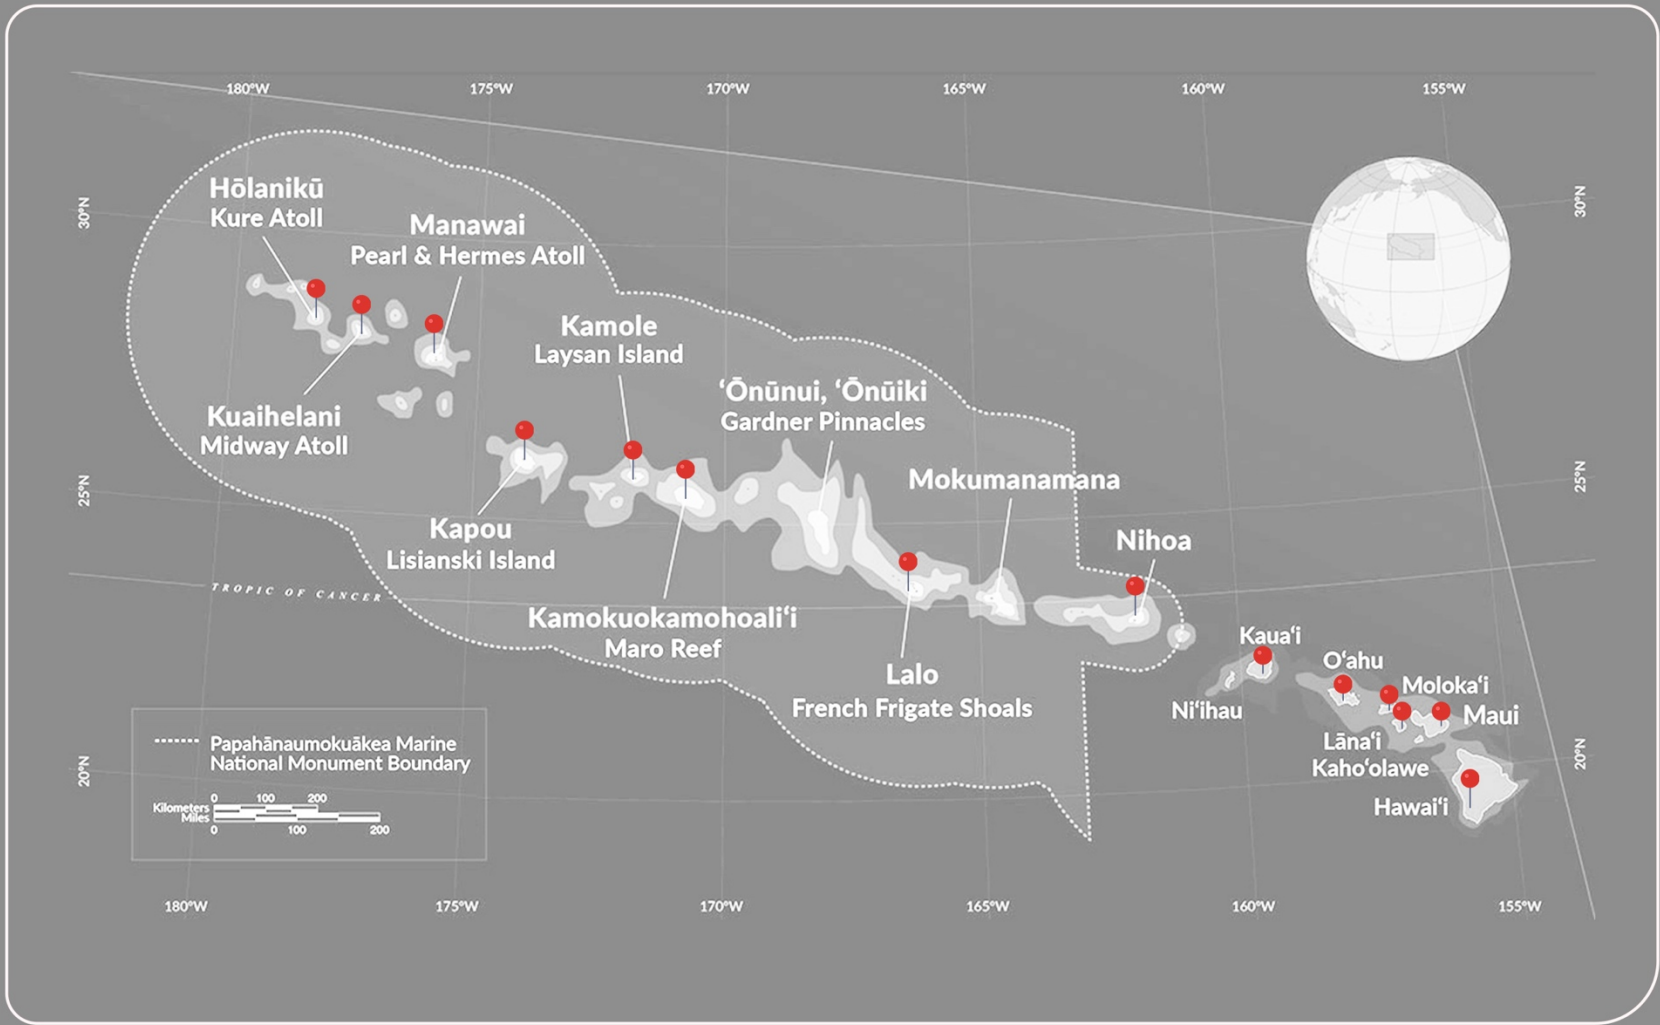 180°W 175°W 170°W 165°W 160°W 155°W
30°N
30°N
Hōlanikū
Kure Atoll
Manawai
Pearl & Hermes Atoll
Kamole
Laysan Island
ʻŌnūnui, ʻŌnūiki
Gardner Pinnacles
Kuaihelani
Midway Atoll
Mokumanamana
25°N
25°N
Kapou
Lisianski Island
Nihoa
TROPIC OF CANCER
Kamokuokamohoaliʻi
Maro Reef
Lalo
French Frigate Shoals
Kauaʻi
Niʻihau
Oʻahu
Molokaʻi
Maui
Lānaʻi
Kahoʻolawe
Hawaiʻi
20°N
20°N
Papahānaumokuākea Marine
National Monument Boundary
0 100 200
Kilometers
Miles
0 100 200
180°W 175°W 170°W 165°W 160°W 155°W